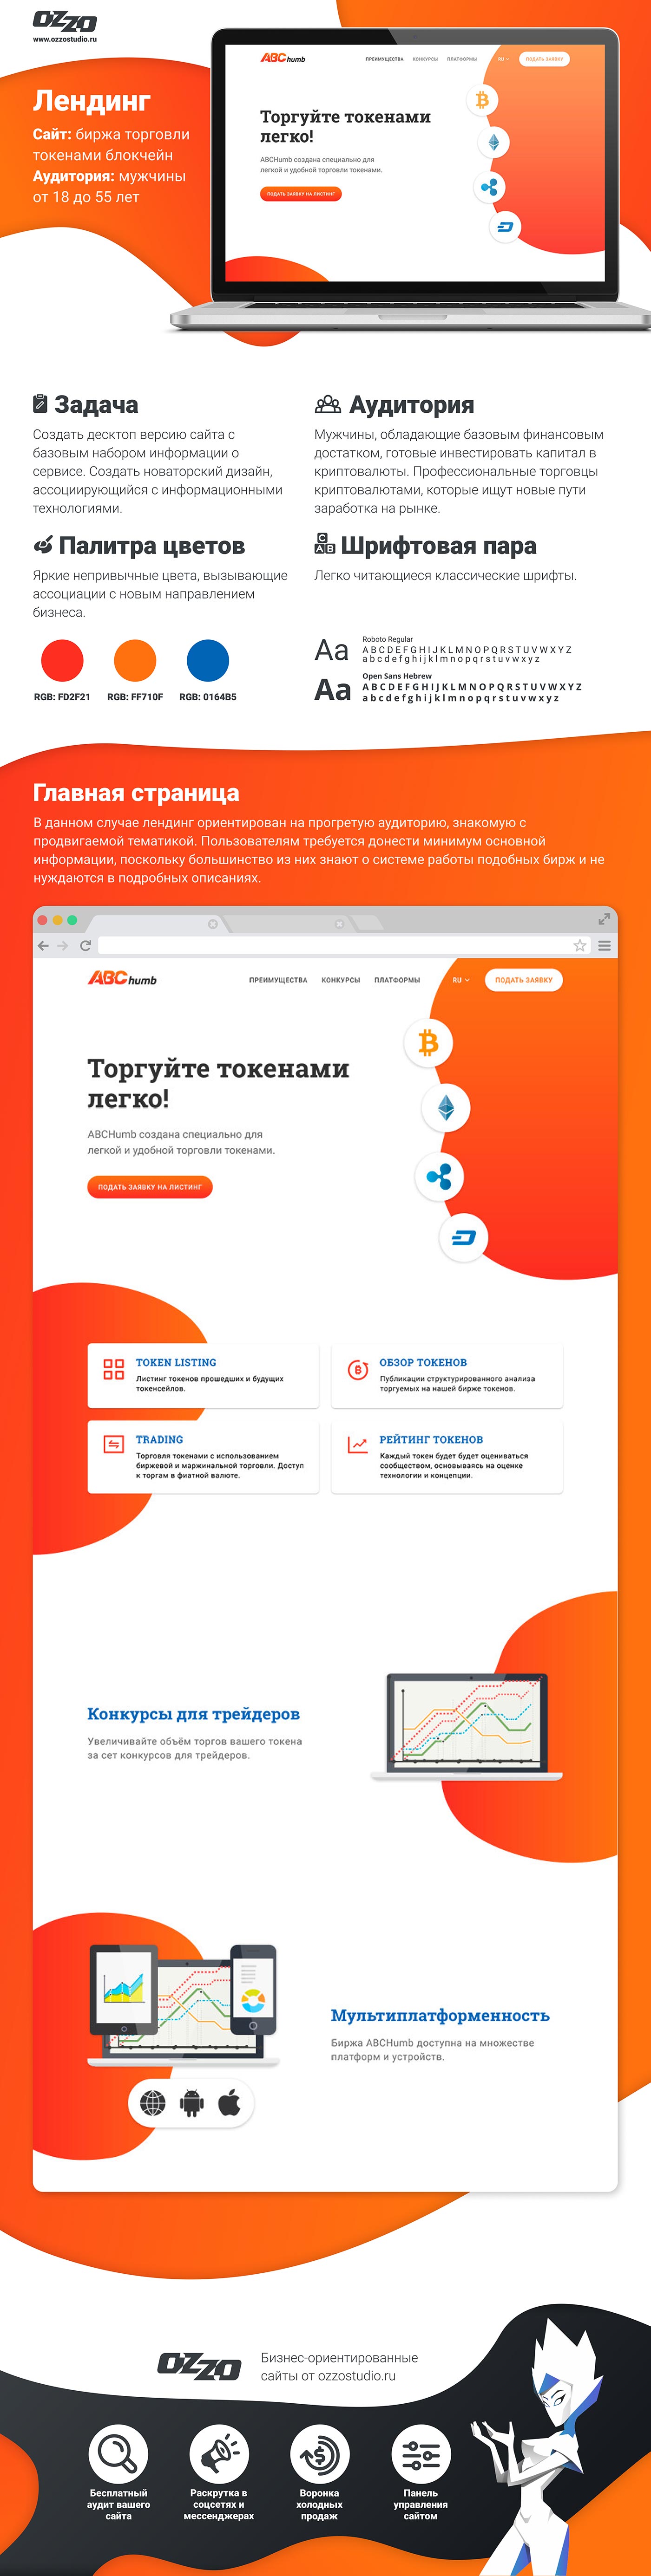 OZZO
www.ozzostudio.ru
Лендинг
Сайт: биржа торговли
токенами блокчейн
Аудитория: мужчины
от 18 до 55 лет
ABChumb
ПРЕИМУЩЕСТВА КОНКУРСЫ ПЛАТФОРМЫ RU ПОДАТЬ ЗАЯВКУ
Торгуйте токенами
легко!
ABCHumb создана специально для
легкой и удобной торговли токенами.
ПОДАТЬ ЗАЯВКУ НА ЛИСТИНГ
Задача
Создать десктоп версию сайта с
базовым набором информации о
сервисе. Создать новаторский дизайн,
ассоциирующийся с информационными
технологиями.
Аудитория
Мужчины, обладающие базовым финансовым
достатком, готовые инвестировать капитал в
криптовалюты. Профессиональные торговцы
криптовалютами, которые ищут новые пути
заработка на рынке.
Палитра цветов
Яркие непривычные цвета, вызывающие
ассоциации с новым направлением
бизнеса.
RGB: FD2F21 RGB: FF710F RGB: 0164B5
C
A B
Шрифтовая пара
Легко читающиеся классические шрифты.
Aa
Roboto Regular
A B C D E F G H I J K L M N O P Q R S T U V W X Y Z
a b c d e f g h i j k l m n o p q r s t u v w x y z
Aa
Open Sans Hebrew
A B C D E F G H I J K L M N O P Q R S T U V W X Y Z
a b c d e f g h i j k l m n o p q r s t u v w x y z
Главная страница
В данном случае лендинг ориентирован на прогретую аудиторию, знакомую с
продвигаемой тематикой. Пользователям требуется донести минимум основной
информации, поскольку большинство из них знают о системе работы подобных бирж и не
нуждаются в подробных описаниях.
ABChumb
ПРЕИМУЩЕСТВА КОНКУРСЫ ПЛАТФОРМЫ RU ПОДАТЬ ЗАЯВКУ
Торгуйте токенами
легко!
ABCHumb создана специально для
легкой и удобной торговли токенами.
ПОДАТЬ ЗАЯВКУ НА ЛИСТИНГ
TOKEN LISTING
Листинг токенов прошедших и будущих
токенсейлов.
ОБЗОР ТОКЕНОВ
Публикации структурированного анализа
торгуемых на нашей бирже токенов.
TRADING
Торговля токенами с использованием
биржевой и маржинальной торговли. Доступ
к торгам в фиатной валюте.
РЕЙТИНГ ТОКЕНОВ
Каждый токен будет будет оцениваться
сообществом, основываясь на оценке
технологии и концепции.
Конкурсы для трейдеров
Увеличивайте объём торгов вашего токена
за сет конкурсов для трейдеров.
Мультиплатформенность
Биржа ABCHumb доступна на множестве
платформ и устройств.
OZZO
Бизнес-ориентированные
сайты от ozzostudio.ru
Бесплатный
аудит вашего
сайта
Раскрутка в
соцсетях и
мессенджерах
Воронка
холодных
продаж
Панель
управления
сайтом